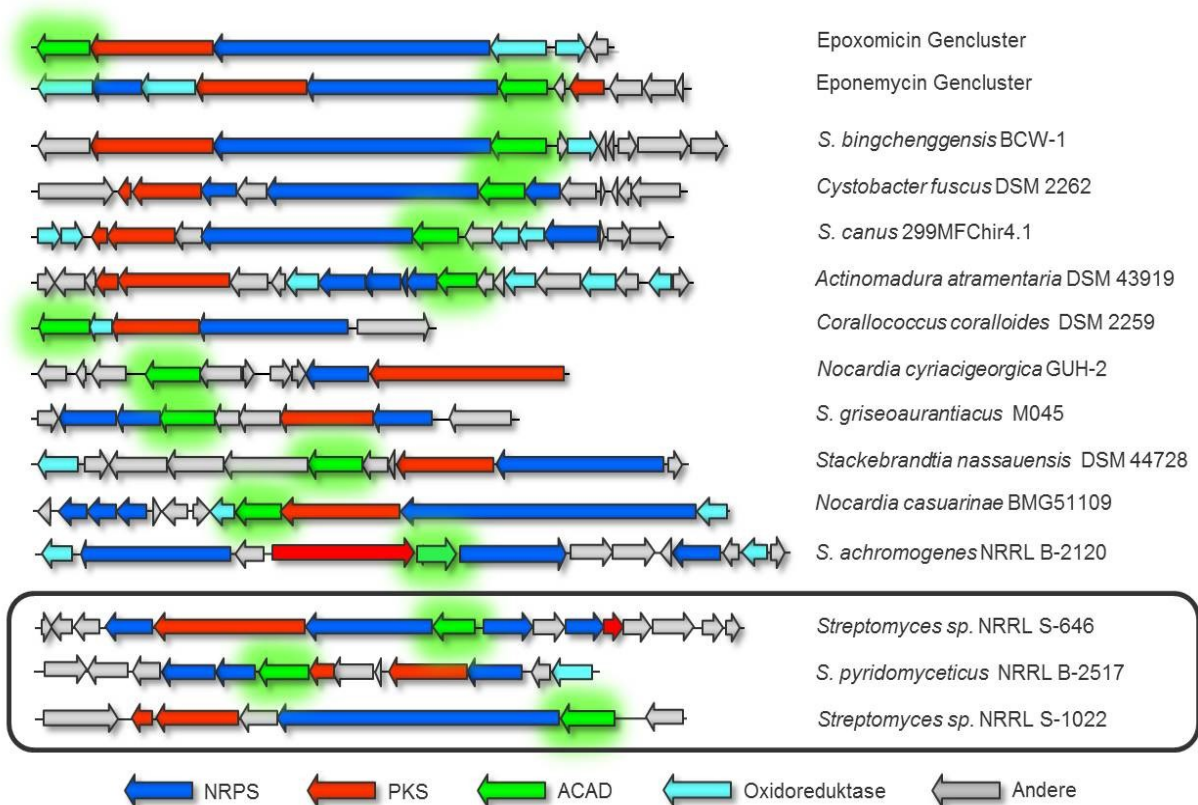 Epoxomicin Gencluster
Eponemycin Gencluster
S. bingchenggensis BCW-1
Cystobacter fuscus DSM 2262
S. canus 299MFChir4.1
Actinomadura atramentaria DSM 43919
Corallococcus coralloides DSM 2259
Nocardia cyriacigeorgica GUH-2
S. griseoaurantiacus M045
Stackebrandtia nassauensis DSM 44728
Nocardia casuarinae BMG51109
S. achromogenes NRRL B-2120
Streptomyces sp. NRRL S-646
S. pyridomyceticus NRRL B-2517
Streptomyces sp. NRRL S-1022
NRPS PKS ACAD Oxidoreduktase Andere